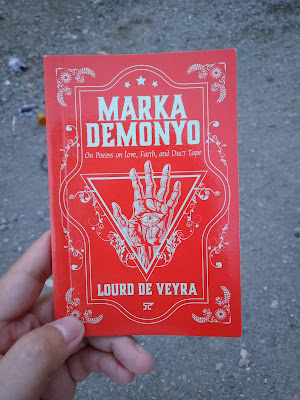 MARKA
DEMONYO
Or Poems on Love, Faith, and Duct Tape
LOURD DE VEYRA